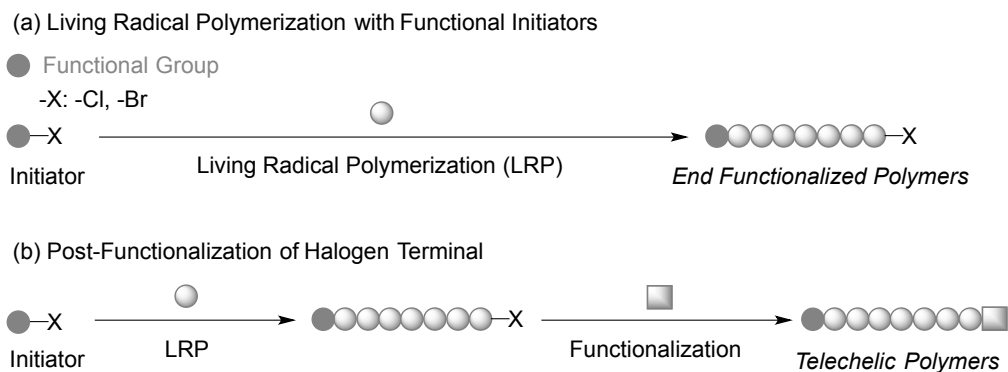 (a) Living Radical Polymerization with Functional Initiators
Functional Group
-X: -Cl, -Br
X
X
Initiator
Living Radical Polymerization (LRP)
End Functionalized Polymers
(b) Post-Functionalization of Halogen Terminal
X
X
Initiator
LRP
Functionalization
Telechelic Polymers